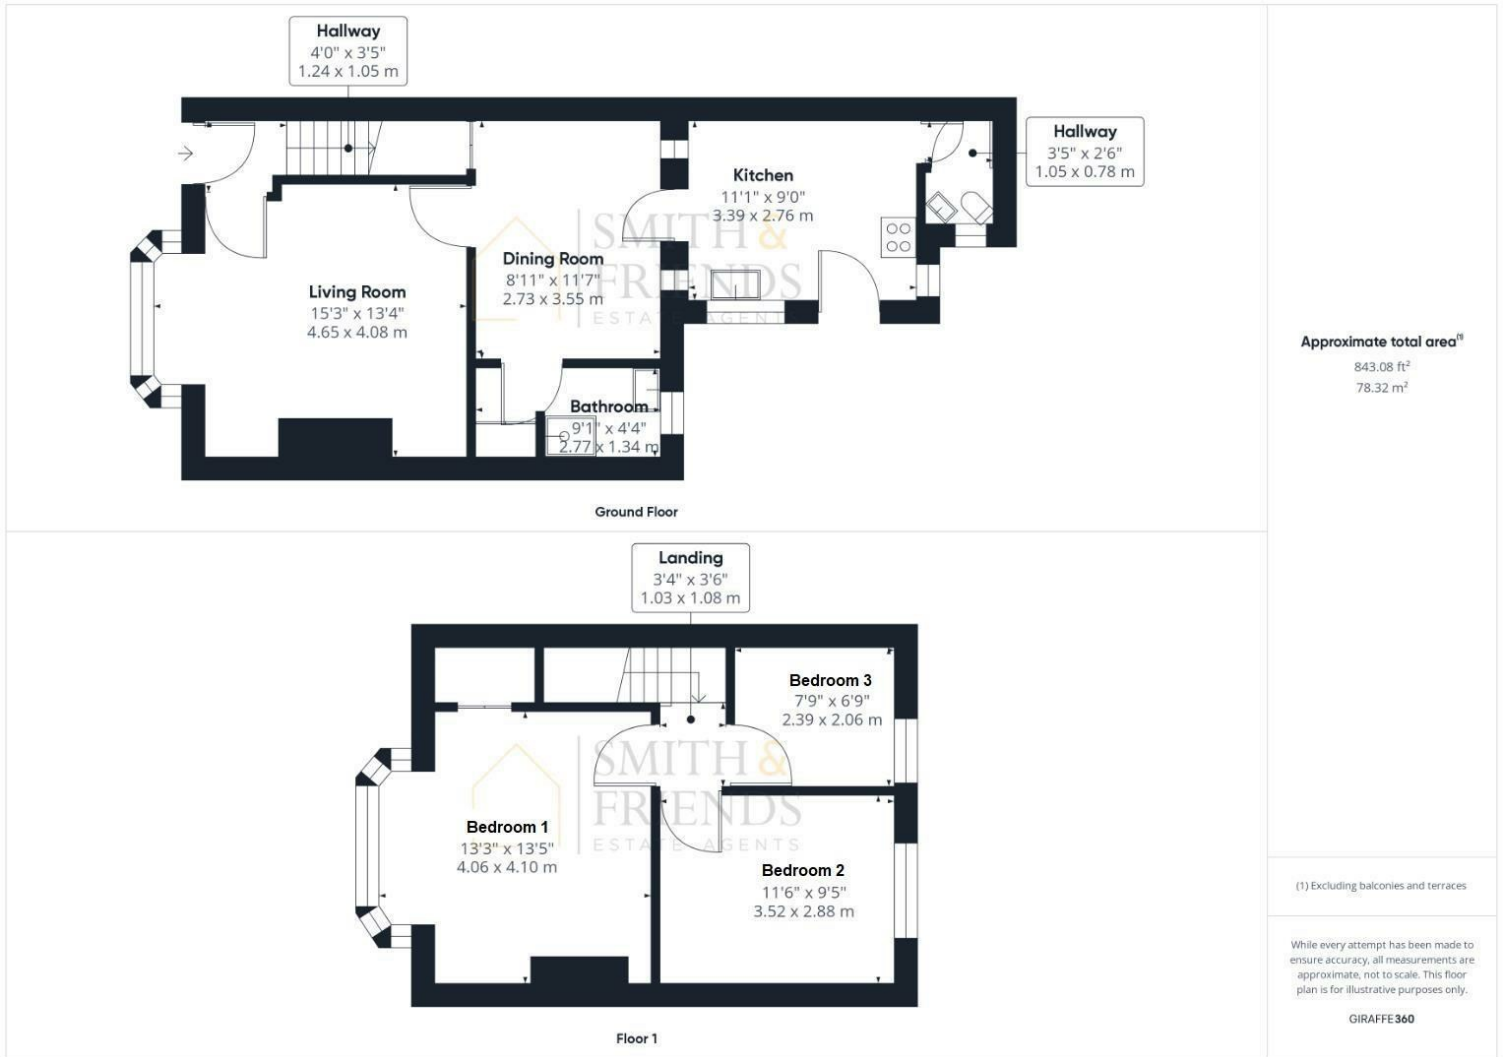 Hallway
4'0" x 3'5"
1.24 x 1.05 m
Hallway
3'5" x 2'6"
1.05 x 0.78 m
Kitchen
11'1" x 9'0"
3.39 x 2.76 m
SMITH &
FRIENDS
ESTATE AGENTS
Dining Room
8'11" x 11'7"
2.73 x 3.55 m
Living Room
15'3" x 13'4"
4.65 x 4.08 m
Bathroom
9'1" x 4'4"
2.77 x 1.34 m
Ground Floor
Landing
3'4" x 3'6"
1.03 x 1.08 m
Bedroom 3
7'9" x 6'9"
2.39 x 2.06 m
SMITH &
FRIENDS
ESTATE AGENTS
Bedroom 1
13'3" x 13'5"
4.06 x 4.10 m
Bedroom 2
11'6" x 9'5"
3.52 x 2.88 m
Floor 1
Approximate total area(1)
843.08 ft²
78.32 m²
(1) Excluding balconies and terraces
While every attempt has been made to
ensure accuracy, all measurements are
approximate, not to scale. This floor
plan is for illustrative purposes only.
GIRAFFE360